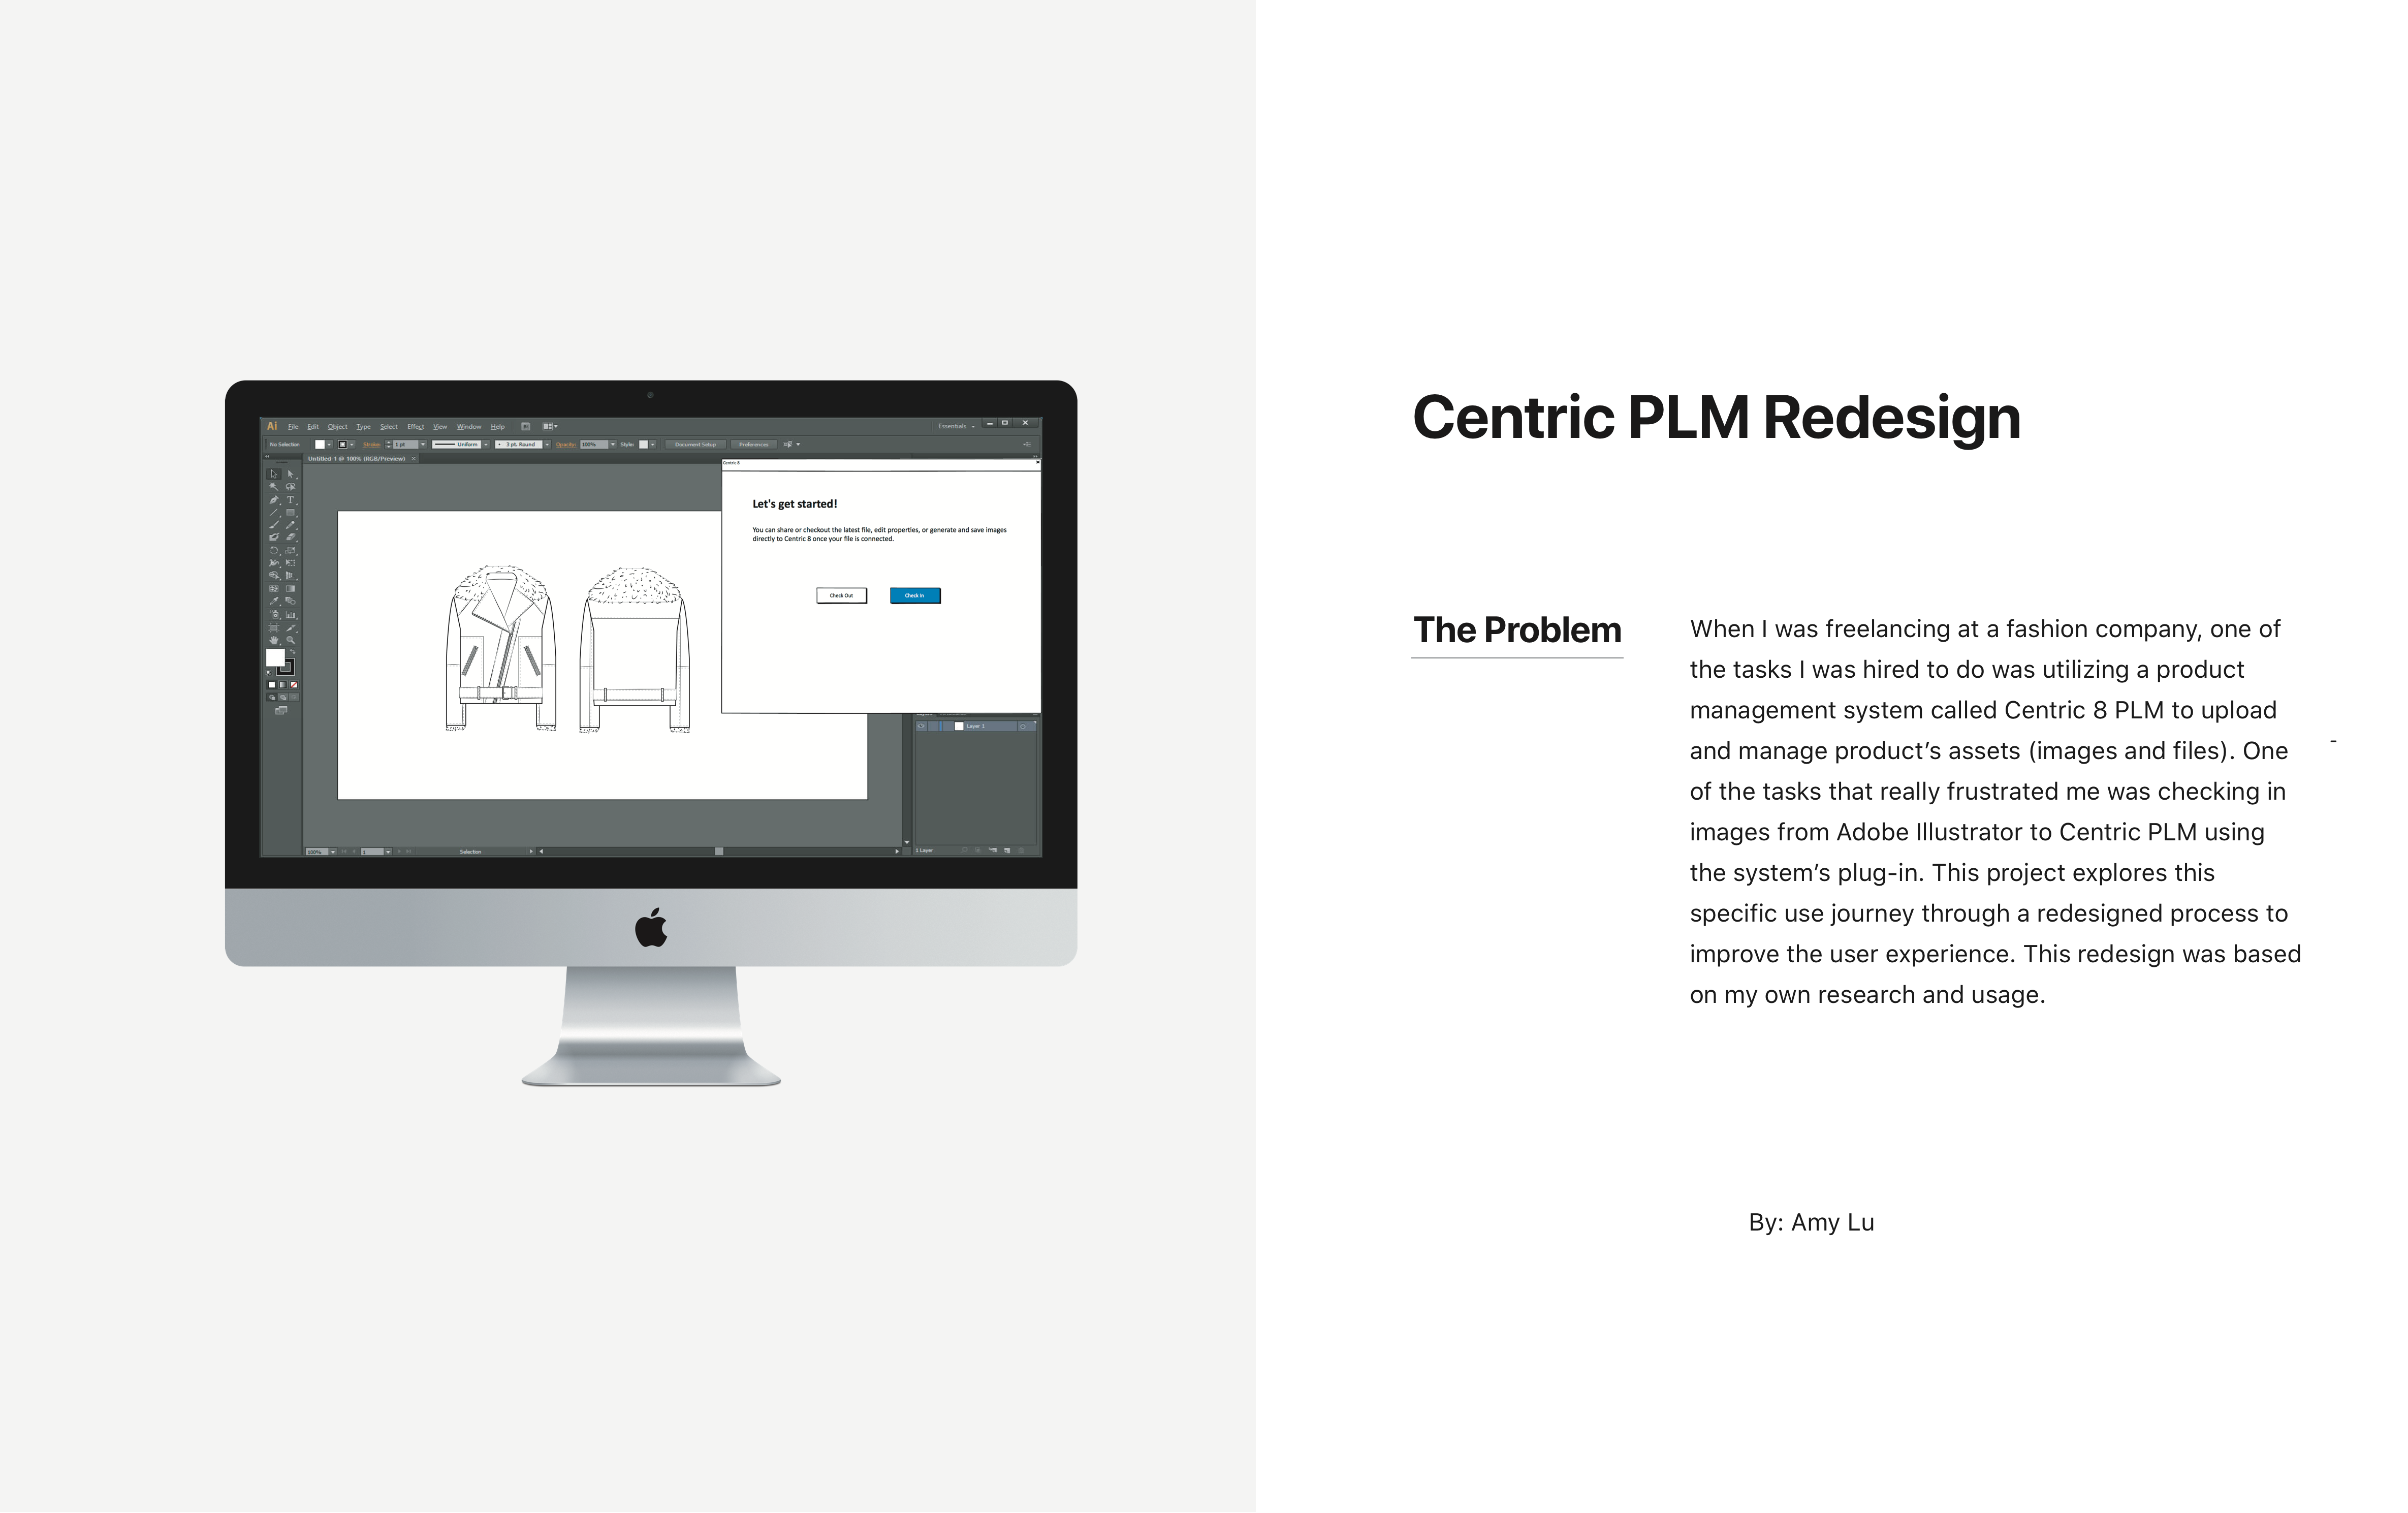 Ai File Edit Object Type Select Effect View Window Help Essentials
No Selection Stroke: 1 pt Uniform 3 pt. Round Opacity: 100% Style: Document Setup Preferences
Untitled-1 @ 100% (RGB/Preview) ×
Centric 8
Let's get started!
You can share or checkout the latest file, edit properties, or generate and save images
directly to Centric 8 once your file is connected.
Check Out Check In
Layer 1
100% 1 Selection 1 Layer
Centric PLM Redesign
The Problem
When I was freelancing at a fashion company, one of
the tasks I was hired to do was utilizing a product
management system called Centric 8 PLM to upload
and manage product’s assets (images and files). One
-
of the tasks that really frustrated me was checking in
images from Adobe Illustrator to Centric PLM using
the system’s plug-in. This project explores this
specific use journey through a redesigned process to
improve the user experience. This redesign was based
on my own research and usage.
By: Amy Lu